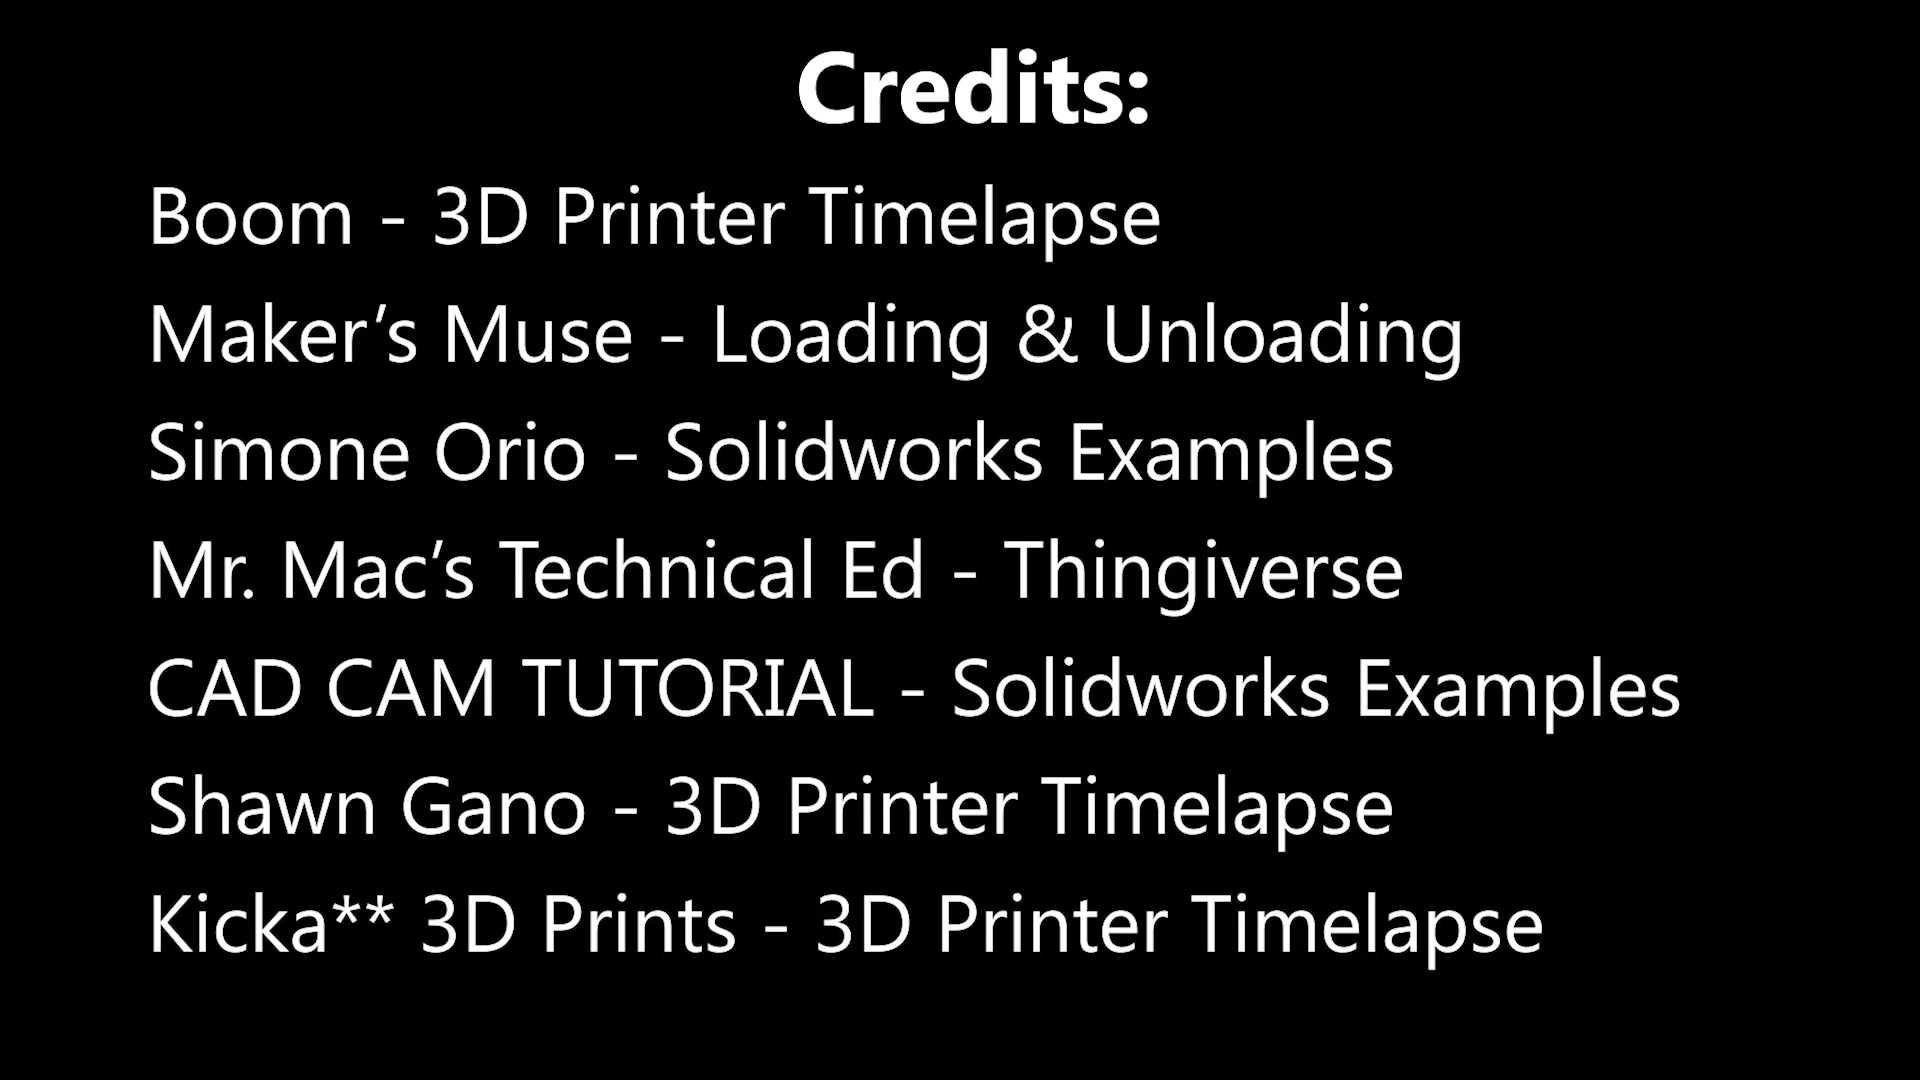 Credits:
Boom - 3D Printer Timelapse
Maker’s Muse - Loading & Unloading
Simone Orio - Solidworks Examples
Mr. Mac’s Technical Ed - Thingiverse
CAD CAM TUTORIAL - Solidworks Examples
Shawn Gano - 3D Printer Timelapse
Kicka** 3D Prints - 3D Printer Timelapse